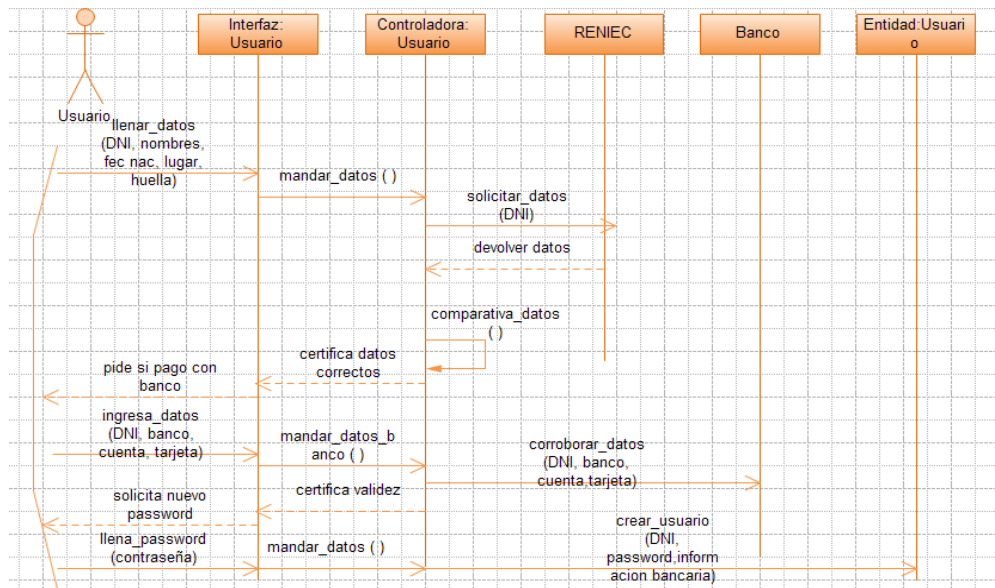 Interfaz:
Usuario
Controladora:
Usuario
RENIEC
Banco
Entidad:Usuari
o
Usuario
llenar_datos
(DNI, nombres,
fec nac, lugar,
huella)
mandar_datos ( )
solicitar_datos
(DNI)
devolver datos
comparativa_datos
( )
certifica datos
correctos
pide si pago con
banco
ingresa_datos
(DNI, banco,
cuenta, tarjeta)
mandar_datos_b
anco ( )
corroborar_datos
(DNI, banco,
cuenta,tarjeta)
certifica validez
solicita nuevo
password
llena_password
(contraseña)
mandar_datos ( )
crear_usuario
(DNI,
password,inform
acion bancaria)